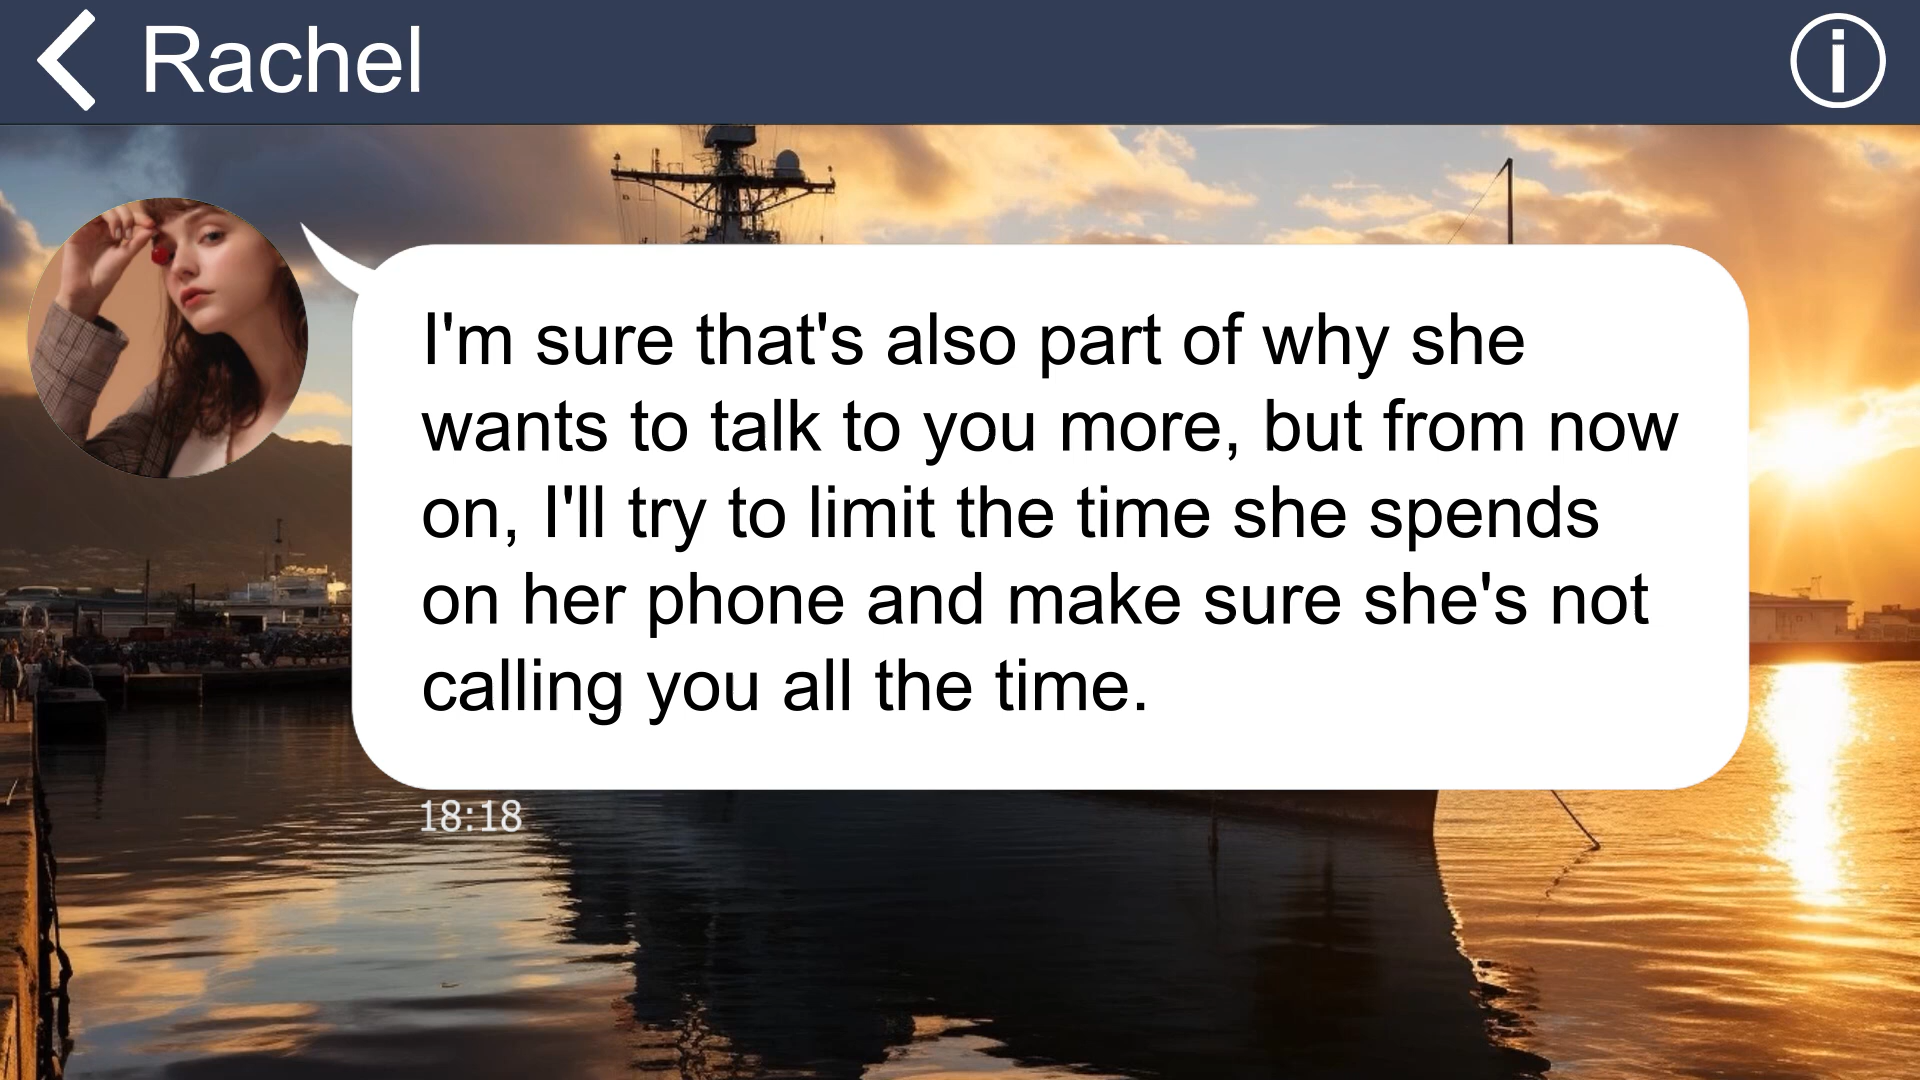 Rachel
I'm sure that's also part of why she
wants to talk to you more, but from now
on, I'll try to limit the time she spends
on her phone and make sure she's not
calling you all the time.
18:18